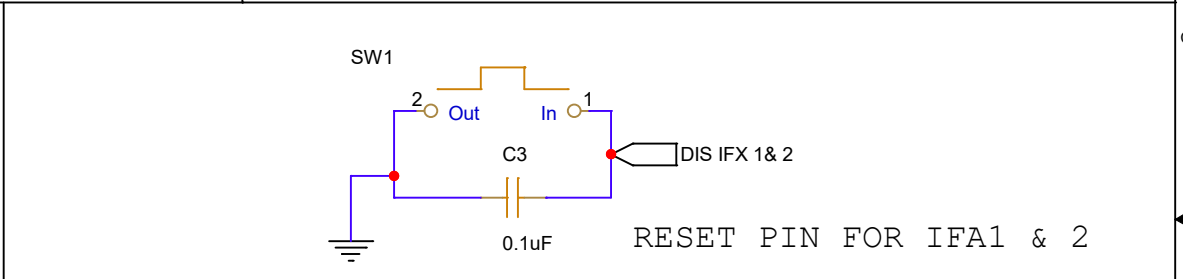 SW1
2 Out In 1
C3
DIS IFX 1& 2
0.1uF
RESET PIN FOR IFA1 & 2